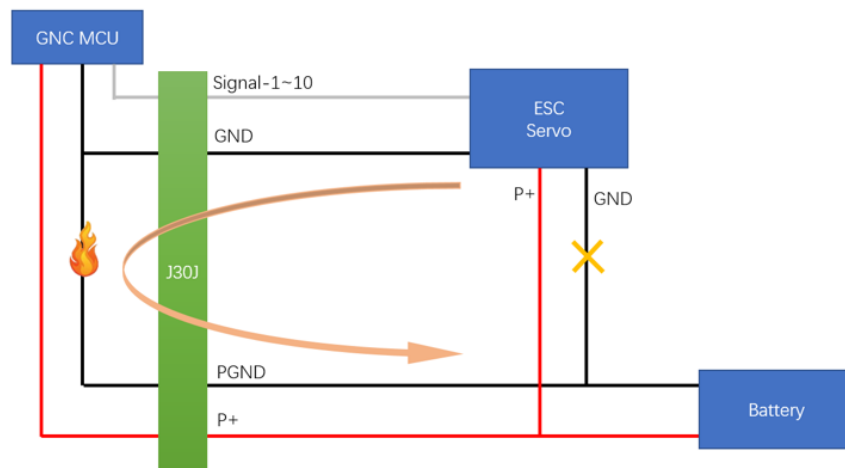 GNC MCU
Signal-1~10
ESC
Servo
GND
P+
GND
J30J
PGND
P+
Battery